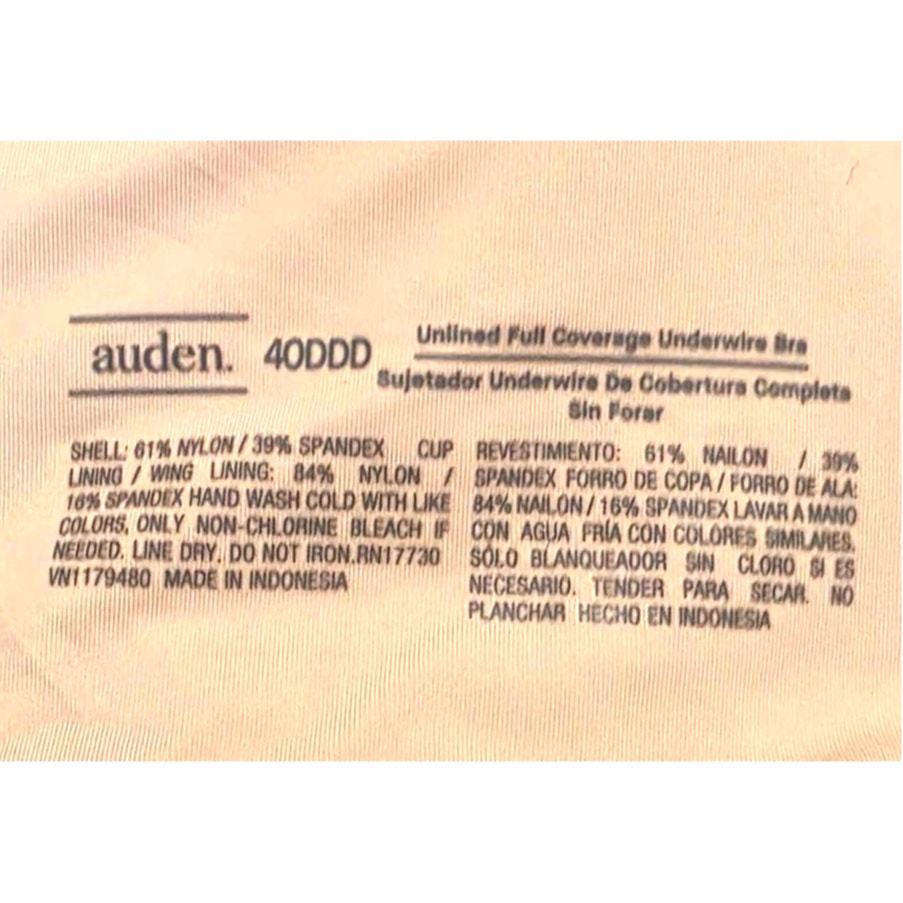 auden.
40DDD
Unlined Full Coverage Underwire Bra
Sujetador Underwire De Cobertura Completa
Sin Forar
SHELL: 61% NYLON / 39% SPANDEX CUP
LINING / WING LINING: 84% NYLON /
16% SPANDEX HAND WASH COLD WITH LIKE
COLORS. ONLY NON-CHLORINE BLEACH IF
NEEDED. LINE DRY. DO NOT IRON.RN17730
VN1179480 MADE IN INDONESIA
REVESTIMIENTO: 61% NAILON / 39%
SPANDEX FORRO DE COPA / FORRO DE ALA:
84% NAILON / 16% SPANDEX LAVAR A MANO
CON AGUA FRÍA CON COLORES SIMILARES.
SÓLO BLANQUEADOR SIN CLORO SI ES
NECESARIO. TENDER PARA SECAR. NO
PLANCHAR HECHO EN INDONESIA